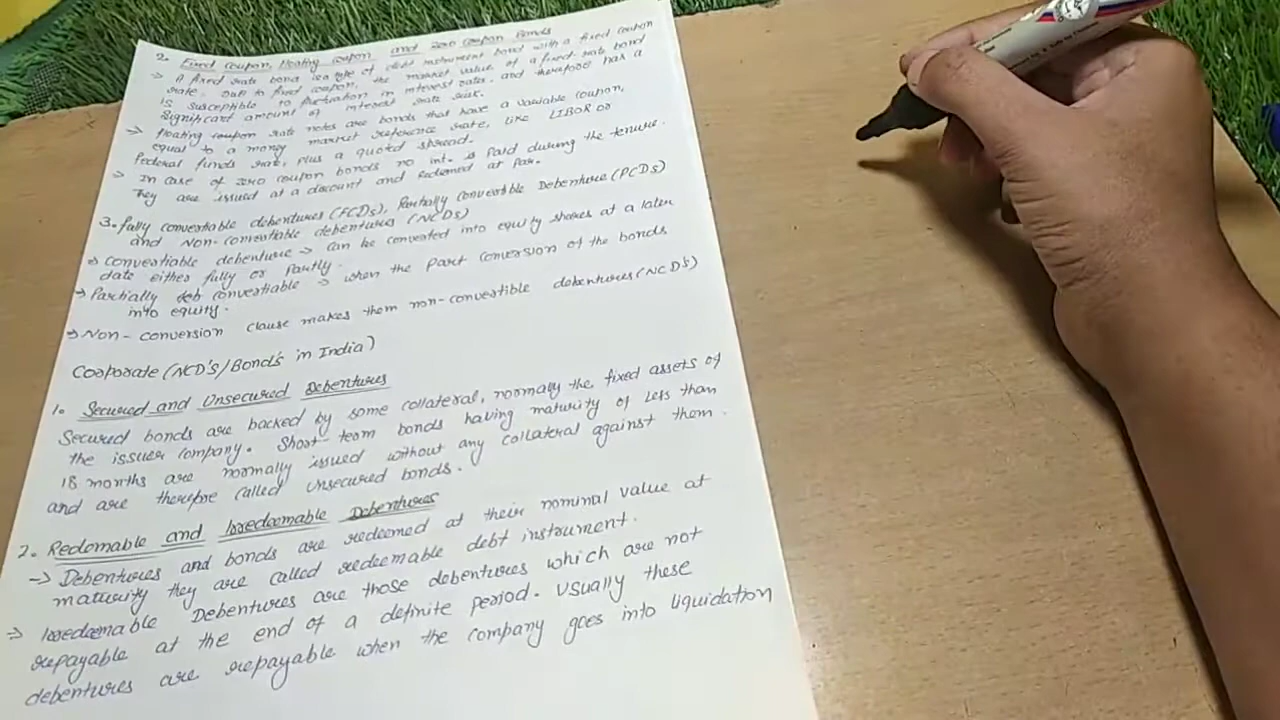 2. Fixed Coupon, Floating Coupon and Zero Coupon Bonds
→ A fixed rate bond is a type of debt instrument bond with a fixed coupon
rate. Due to fixed coupon, the market value of a fixed-rate bond
is susceptible to fluctuation in interest rates. and therefore has a
significant amount of interest rate risk.
→ Floating coupon rate notes are bonds that have a variable coupon,
equal to a money market reference rate, like LIBOR or
federal funds rate, plus a quoted spread.
→ In case of zero coupon bonds no int. is Paid during the tenure.
They are issued at a discount and redeemed at Par.
3. fully convertiable debentures (FCDs), Partially convertible Debenture (PCDs)
and Non-convertiable debentures (NCDs)
→ Convertiable debenture → can be converted into equity shares at a later
date either fully or Partly.
→ Partially convertiable → when the Part conversion of the bonds
into equity.
→ Non-conversion clause makes them non-convertible debentures (NCD's)
Corporate (NCD's/Bond's in India)
1. Secured and Unsecured Debentures
Secured bonds are backed by some collateral, normally the fixed assets of
the issuer company. Short-team bonds having maturity of less than
18 months are normally issued without any collateral against them.
and are therefore called unsecured bonds.
2. Redomable and Irredeemable Debentures
→ Debentures and bonds are redeemed at their nominal value at
maturity they are called redeemable debt instrument.
→ Irredeemable Debentures are those debentures which are not
repayable at the end of a definite period. Usually these
debentures are repayable when the company goes into liquidation